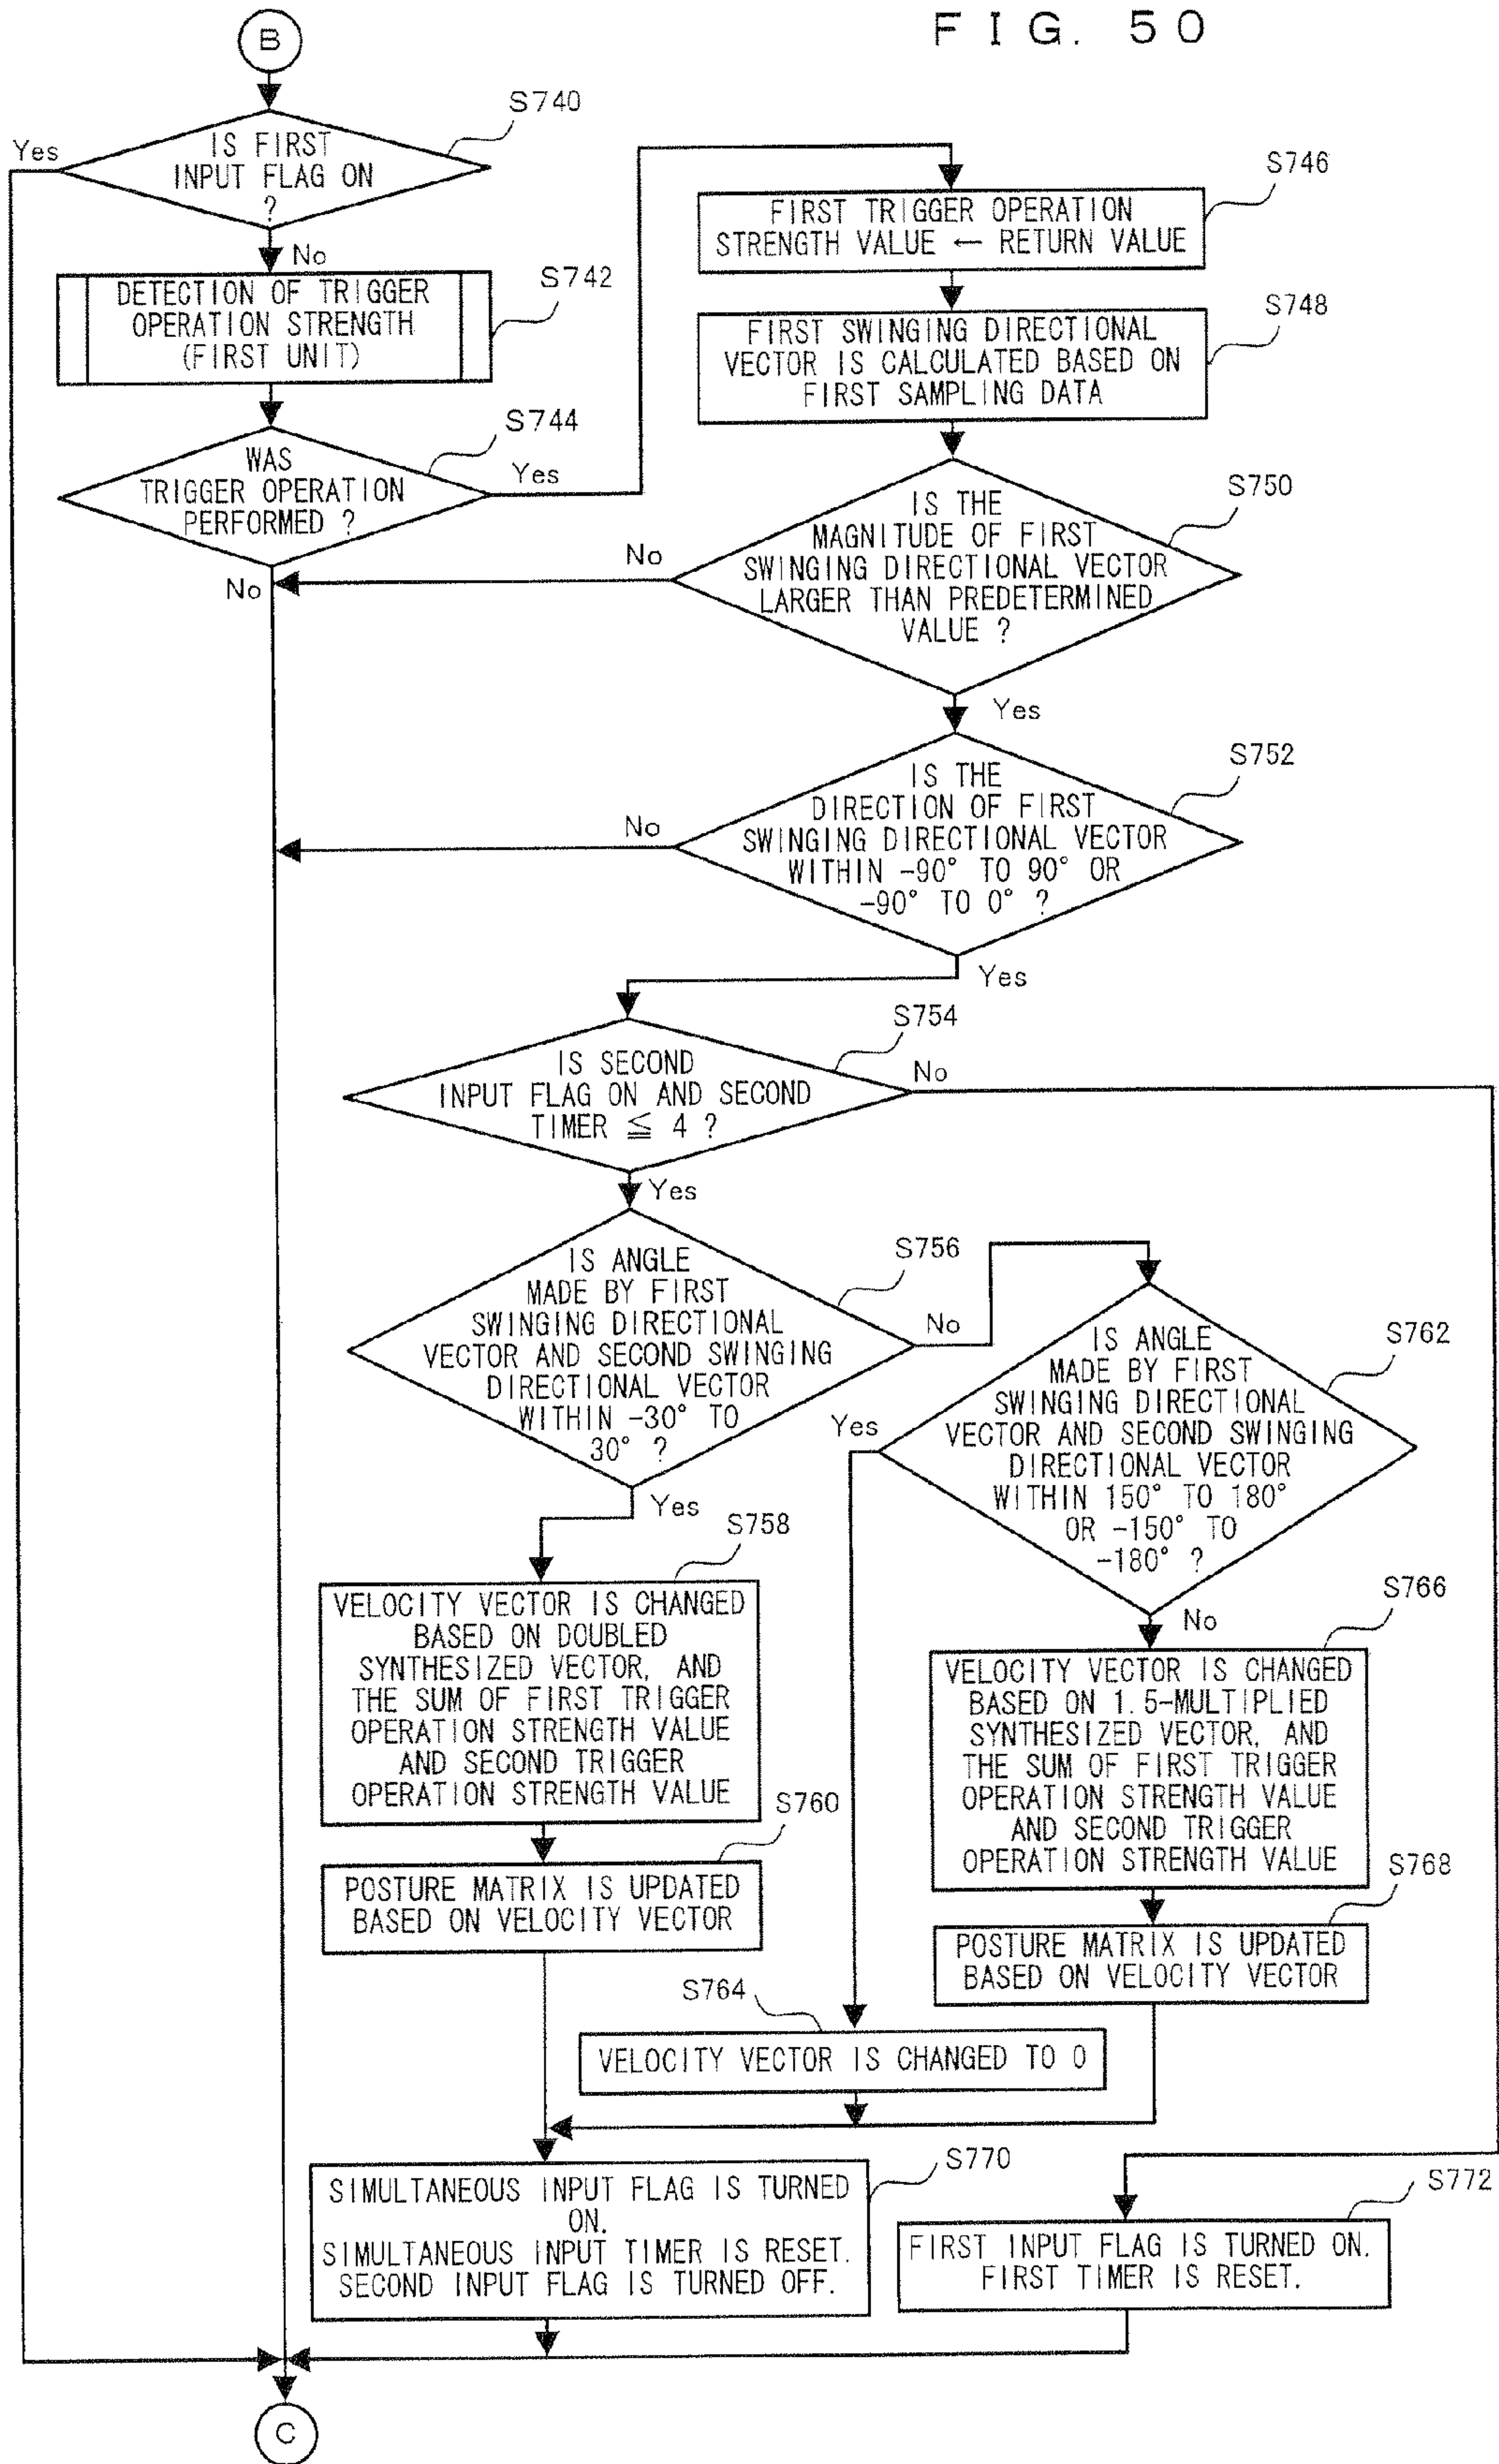 FIG. 50
B
S740
IS FIRST
INPUT FLAG ON
?
Yes
No
S742
DETECTION OF TRIGGER
OPERATION STRENGTH
(FIRST UNIT)
S744
WAS
TRIGGER OPERATION
PERFORMED ?
Yes
No
S746
FIRST TRIGGER OPERATION
STRENGTH VALUE ← RETURN VALUE
S748
FIRST SWINGING DIRECTIONAL
VECTOR IS CALCULATED BASED ON
FIRST SAMPLING DATA
S750
IS THE
MAGNITUDE OF FIRST
SWINGING DIRECTIONAL VECTOR
LARGER THAN PREDETERMINED
VALUE ?
No
Yes
S752
IS THE
DIRECTION OF FIRST
SWINGING DIRECTIONAL VECTOR
WITHIN -90° TO 90° OR
-90° TO 0° ?
No
Yes
S754
IS SECOND
INPUT FLAG ON AND SECOND
TIMER ≦ 4 ?
No
Yes
S756
IS ANGLE
MADE BY FIRST
SWINGING DIRECTIONAL
VECTOR AND SECOND SWINGING
DIRECTIONAL VECTOR
WITHIN -30° TO
30° ?
No
Yes
S762
IS ANGLE
MADE BY FIRST
SWINGING DIRECTIONAL
VECTOR AND SECOND SWINGING
DIRECTIONAL VECTOR
WITHIN 150° TO 180°
OR -150° TO
-180° ?
Yes
No
S758
VELOCITY VECTOR IS CHANGED
BASED ON DOUBLED
SYNTHESIZED VECTOR, AND
THE SUM OF FIRST TRIGGER
OPERATION STRENGTH VALUE
AND SECOND TRIGGER
OPERATION STRENGTH VALUE
S760
POSTURE MATRIX IS UPDATED
BASED ON VELOCITY VECTOR
S766
VELOCITY VECTOR IS CHANGED
BASED ON 1.5-MULTIPLIED
SYNTHESIZED VECTOR, AND
THE SUM OF FIRST TRIGGER
OPERATION STRENGTH VALUE
AND SECOND TRIGGER
OPERATION STRENGTH VALUE
S768
POSTURE MATRIX IS UPDATED
BASED ON VELOCITY VECTOR
S764
VELOCITY VECTOR IS CHANGED TO 0
S770
SIMULTANEOUS INPUT FLAG IS TURNED
ON.
SIMULTANEOUS INPUT TIMER IS RESET.
SECOND INPUT FLAG IS TURNED OFF.
S772
FIRST INPUT FLAG IS TURNED ON.
FIRST TIMER IS RESET.
C